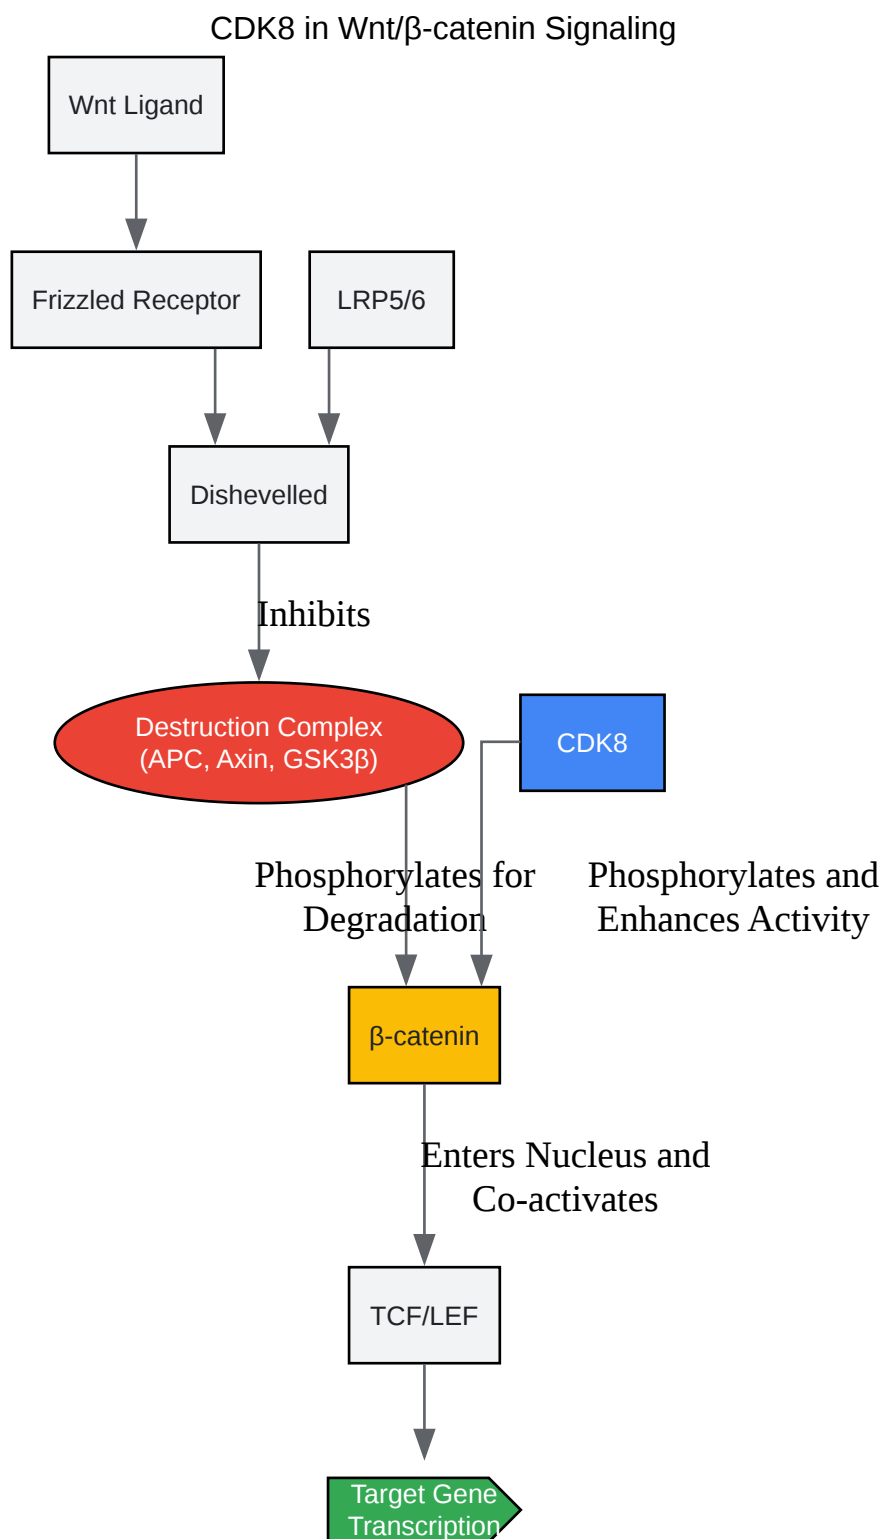 CDK8 in Wnt/β-catenin Signaling
Wnt Ligand
Frizzled Receptor
LRP5/6
Dishevelled
Inhibits
Destruction Complex
(APC, Axin, GSK3β)
CDK8
Phosphorylates for
Degradation
Phosphorylates and
Enhances Activity
β-catenin
Enters Nucleus and
Co-activates
TCF/LEF
Target Gene
Transcription